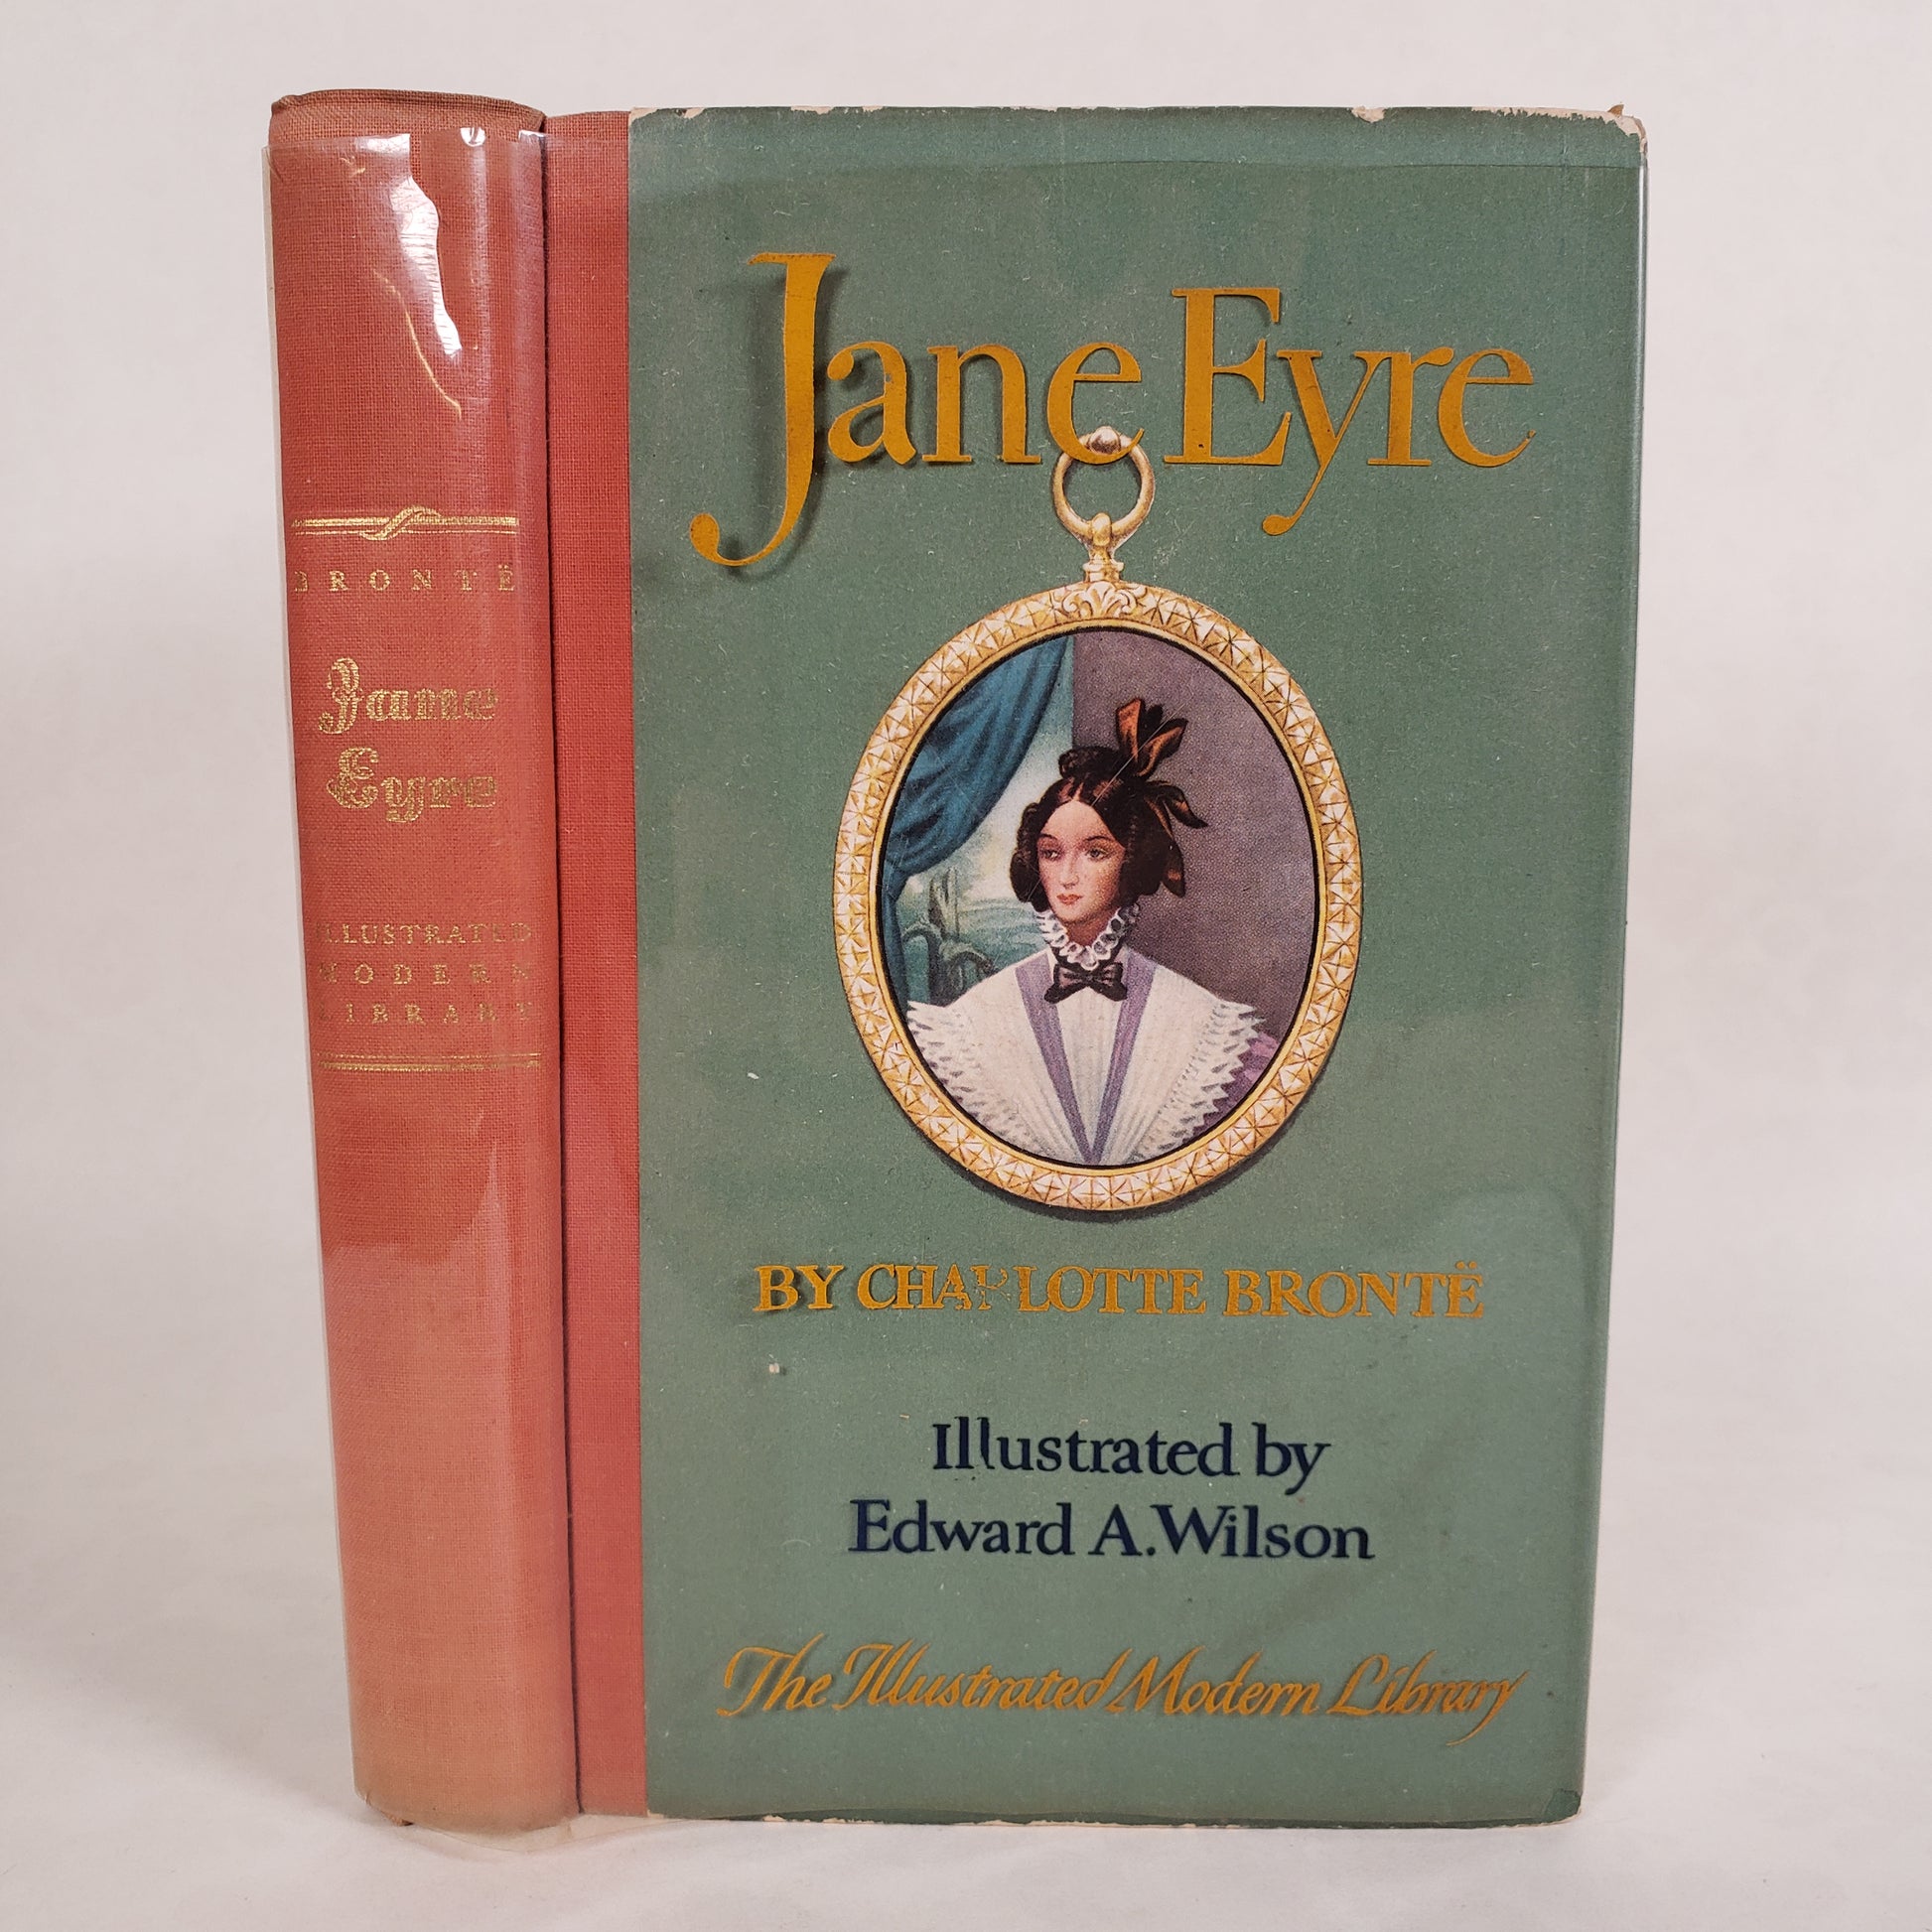 BRONTË
Jane
Eyre
ILLUSTRATED
MODERN
LIBRARY
Jane Eyre
BY CHARLOTTE BRONTË
Illustrated by
Edward A. Wilson
The Illustrated Modern Library